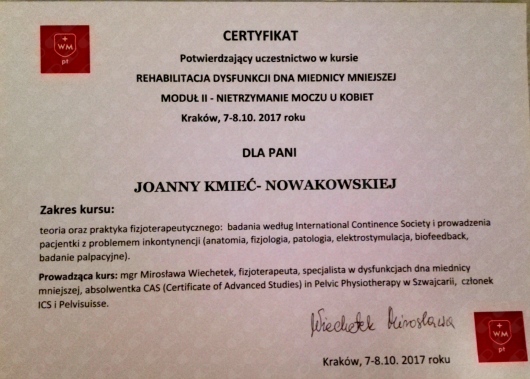 WM
pt
CERTYFIKAT
Potwierdzający uczestnictwo w kursie
REHABILITACJA DYSFUNKCJI DNA MIEDNICY MNIEJSZEJ
MODUŁ II - NIETRZYMANIE MOCZU U KOBIET
Kraków, 7-8.10. 2017 roku
DLA PANI
JOANNY KMIEĆ- NOWAKOWSKIEJ
Zakres kursu:
teoria oraz praktyka fizjoterapeutycznego: badania według International Continence Society i prowadzenia
pacjentki z problemem inkontynencji (anatomia, fizjologia, patologia, elektrostymulacja, biofeedback,
badanie palpacyjne).
Prowadząca kurs: mgr Mirosława Wiechetek, fizjoterapeuta, specjalista w dysfunkcjach dna miednicy
mniejszej, absolwentka CAS (Certificate of Advanced Studies) in Pelvic Physiotherapy w Szwajcarii, członek
ICS i Pelvisuisse.
Wiechetek Mirosława
WM
pt
Kraków, 7-8.10. 2017 roku